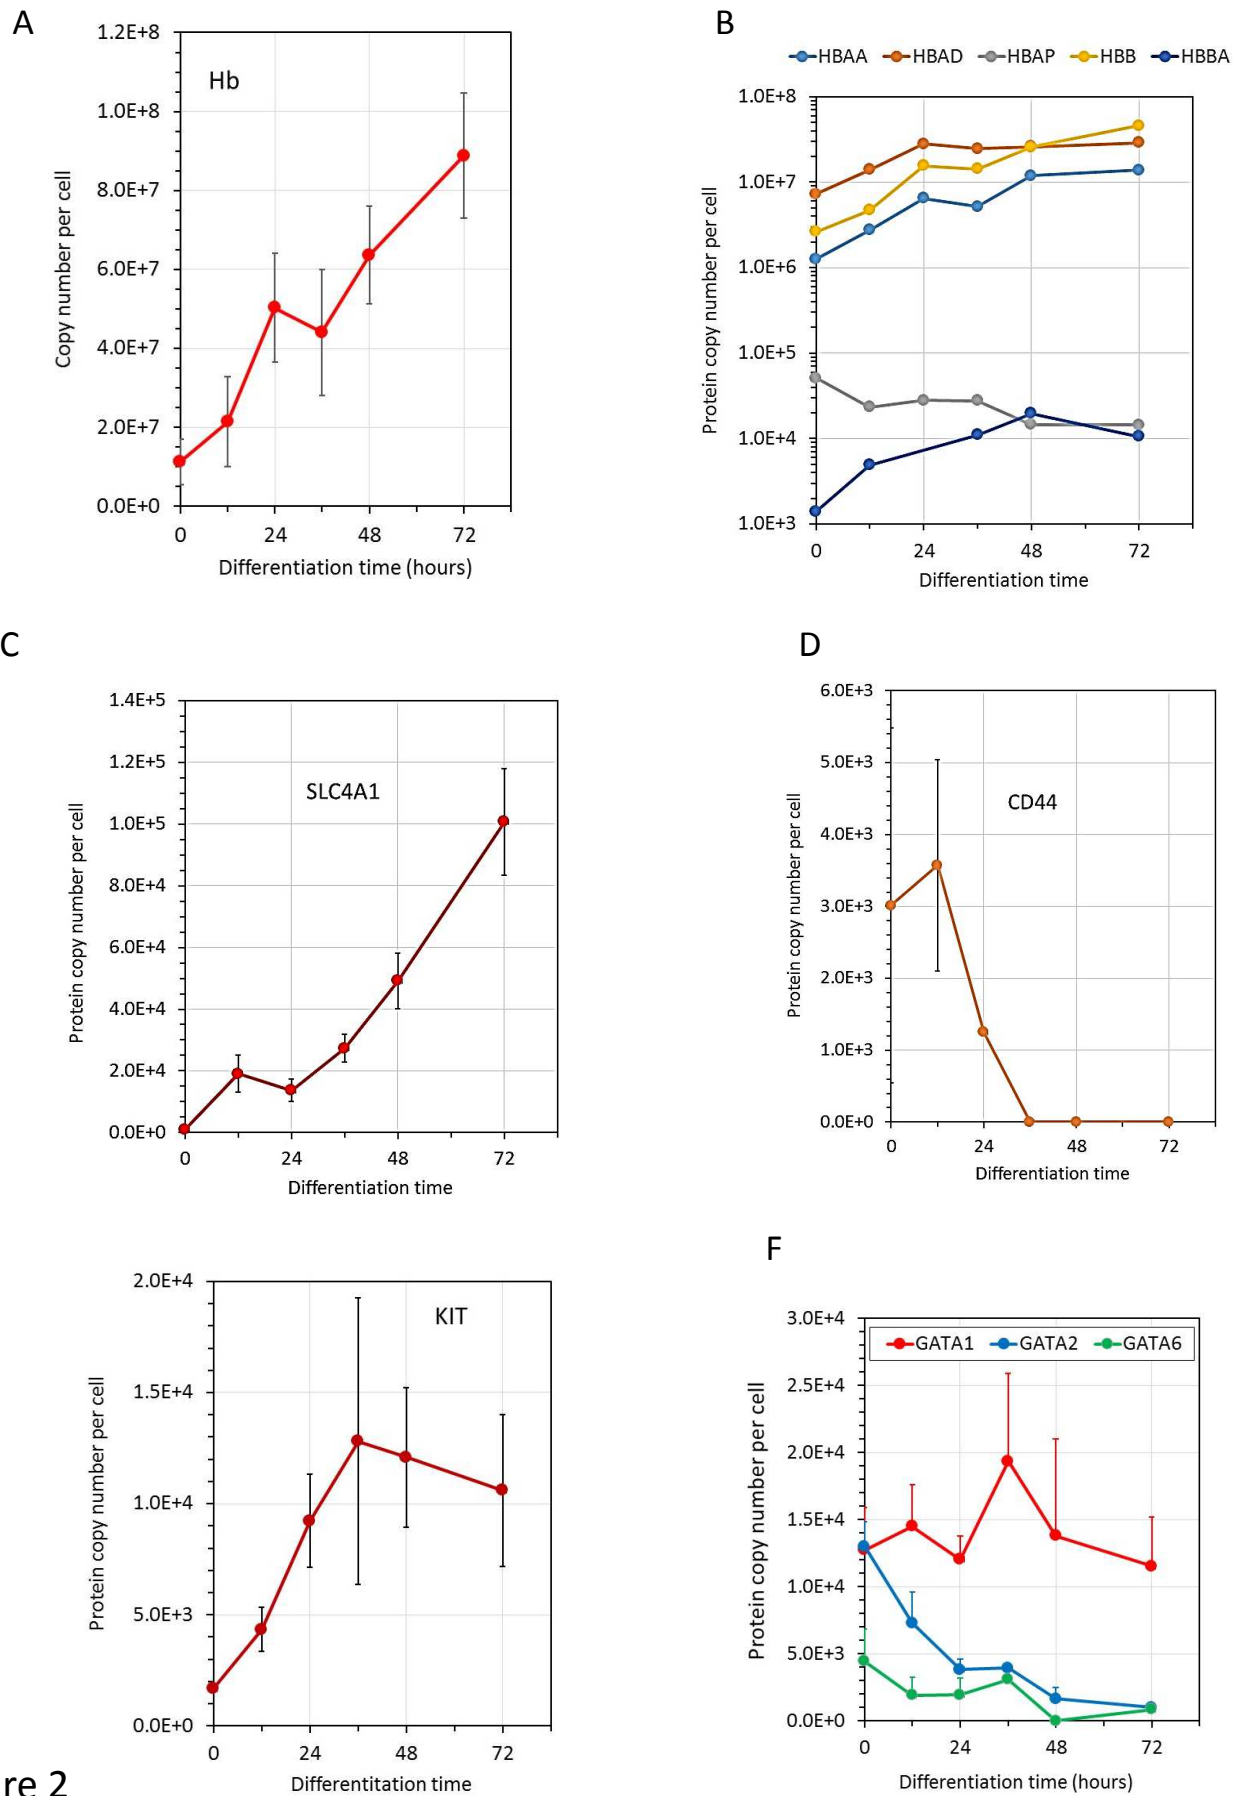 A
1.2E+8
1.0E+8
8.0E+7
6.0E+7
4.0E+7
2.0E+7
0.0E+0
Hb
Copy number per cell
0 24 48 72
Differentiation time (hours)
B
HBAA HBAD HBAP HBB HBBA
1.0E+8
1.0E+7
1.0E+6
1.0E+5
1.0E+4
1.0E+3
Protein copy number per cell
0 24 48 72
Differentiation time
C
1.4E+5
1.2E+5
1.0E+5
8.0E+4
6.0E+4
4.0E+4
2.0E+4
0.0E+0
SLC4A1
Protein copy number per cell
0 24 48 72
Differentiation time
D
6.0E+3
5.0E+3
4.0E+3
3.0E+3
2.0E+3
1.0E+3
0.0E+0
CD44
Protein copy number per cell
0 24 48 72
Differentiation time
2.0E+4
1.5E+4
1.0E+4
5.0E+3
0.0E+0
KIT
Protein copy number per cell
0 24 48 72
Differentitation time
F
3.0E+4
2.5E+4
2.0E+4
1.5E+4
1.0E+4
5.0E+3
0.0E+0
GATA1 GATA2 GATA6
Protein copy number per cell
0 24 48 72
Differentiation time (hours)
re 2